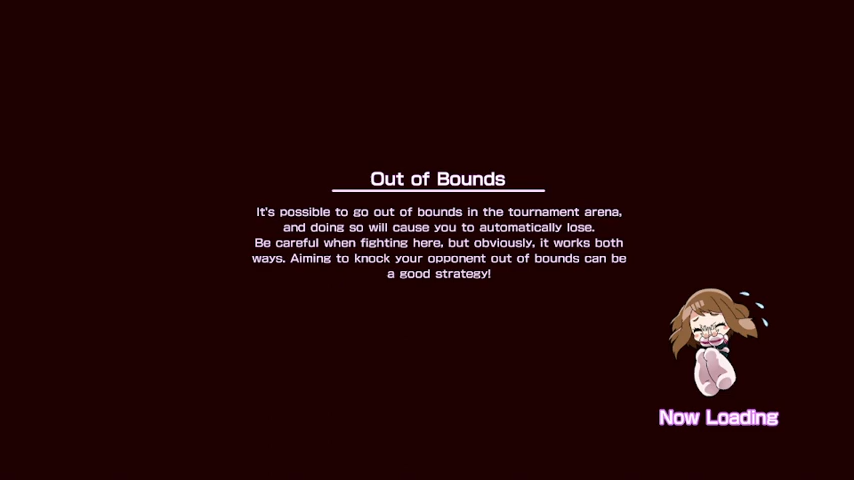 Out of Bounds
It's possible to go out of bounds in the tournament arena,
and doing so will cause you to automatically lose.
Be careful when fighting here, but obviously, it works both
ways. Aiming to knock your opponent out of bounds can be
a good strategy!
Now Loading